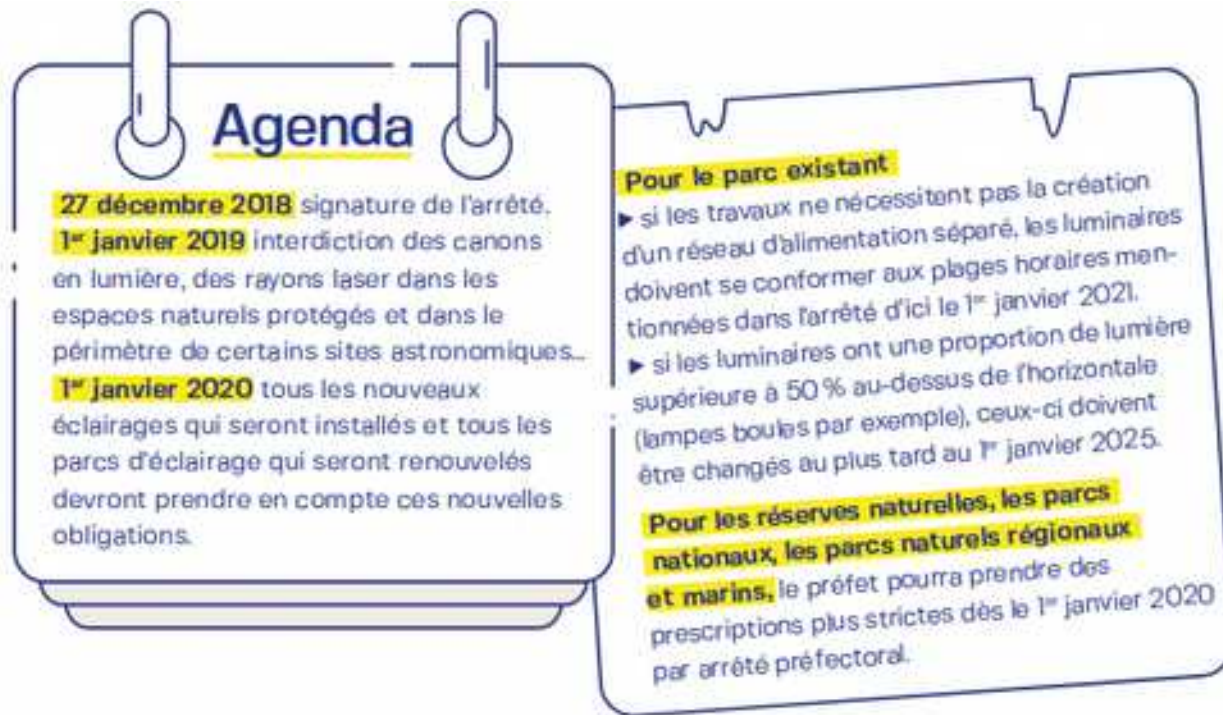 Agenda
27 décembre 2018 signature de l'arrêté.
1er janvier 2019 interdiction des canons
en lumière, des rayons laser dans les
espaces naturels protégés et dans le
périmètre de certains sites astronomiques...
1er janvier 2020 tous les nouveaux
éclairages qui seront installés et tous les
parcs d'éclairage qui seront renouvelés
devront prendre en compte ces nouvelles
obligations.
Pour le parc existant
▶ si les travaux ne nécessitent pas la création
d'un réseau d'alimentation séparé, les luminaires
doivent se conformer aux plages horaires men-
tionnées dans l'arrêté d'ici le 1er janvier 2021.
▶ si les luminaires ont une proportion de lumière
supérieure à 50 % au-dessus de l'horizontale
(lampes boules par exemple), ceux-ci doivent
être changés au plus tard au 1er janvier 2025.
Pour les réserves naturelles, les parcs
nationaux, les parcs naturels régionaux
et marins, le préfet pourra prendre des
prescriptions plus strictes dès le 1er janvier 2020
par arrêté préfectoral.